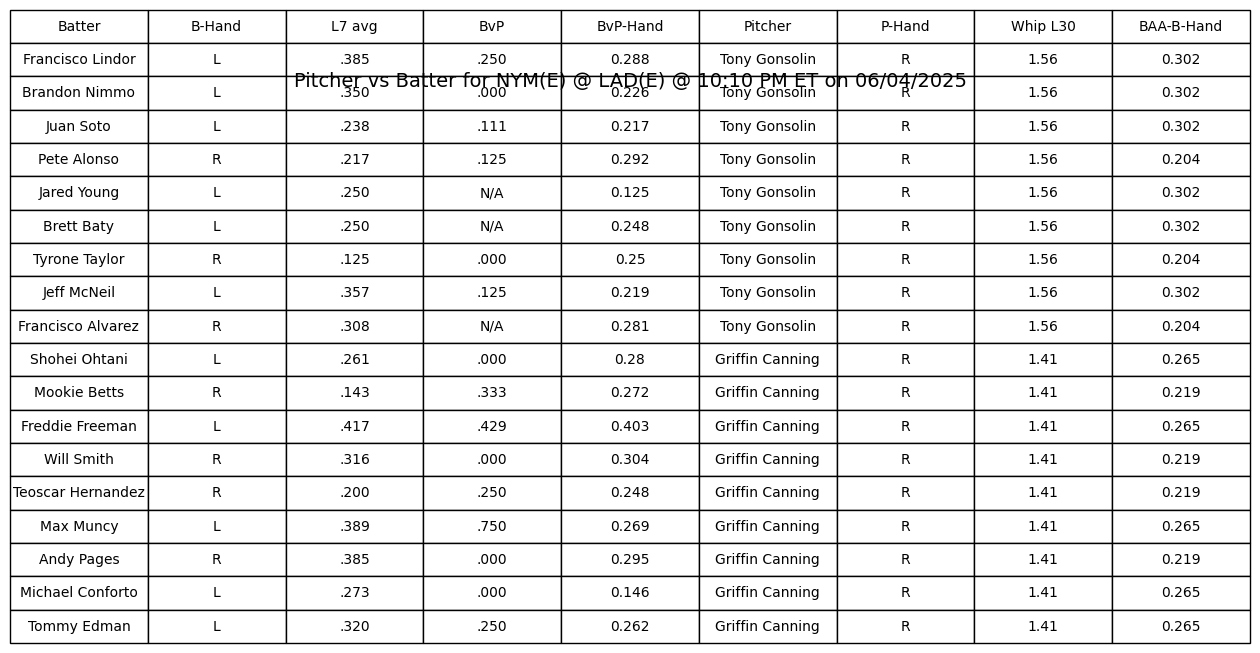 Batter B-Hand L7 avg BvP BvP-Hand Pitcher P-Hand Whip L30 BAA-B-Hand
Francisco Lindor L .385 .250 0.288 Tony Gonsolin R 1.56 0.302
Pitcher vs Batter for NYM(E) @ LAD(E) @ 10:10 PM ET on 06/04/2025
Brandon Nimmo L .350 .000 0.226 Tony Gonsolin R 1.56 0.302
Juan Soto L .238 .111 0.217 Tony Gonsolin R 1.56 0.302
Pete Alonso R .217 .125 0.292 Tony Gonsolin R 1.56 0.204
Jared Young L .250 N/A 0.125 Tony Gonsolin R 1.56 0.302
Brett Baty L .250 N/A 0.248 Tony Gonsolin R 1.56 0.302
Tyrone Taylor R .125 .000 0.25 Tony Gonsolin R 1.56 0.204
Jeff McNeil L .357 .125 0.219 Tony Gonsolin R 1.56 0.302
Francisco Alvarez R .308 N/A 0.281 Tony Gonsolin R 1.56 0.204
Shohei Ohtani L .261 .000 0.28 Griffin Canning R 1.41 0.265
Mookie Betts R .143 .333 0.272 Griffin Canning R 1.41 0.219
Freddie Freeman L .417 .429 0.403 Griffin Canning R 1.41 0.265
Will Smith R .316 .000 0.304 Griffin Canning R 1.41 0.219
Teoscar Hernandez R .200 .250 0.248 Griffin Canning R 1.41 0.219
Max Muncy L .389 .750 0.269 Griffin Canning R 1.41 0.265
Andy Pages R .385 .000 0.295 Griffin Canning R 1.41 0.219
Michael Conforto L .273 .000 0.146 Griffin Canning R 1.41 0.265
Tommy Edman L .320 .250 0.262 Griffin Canning R 1.41 0.265